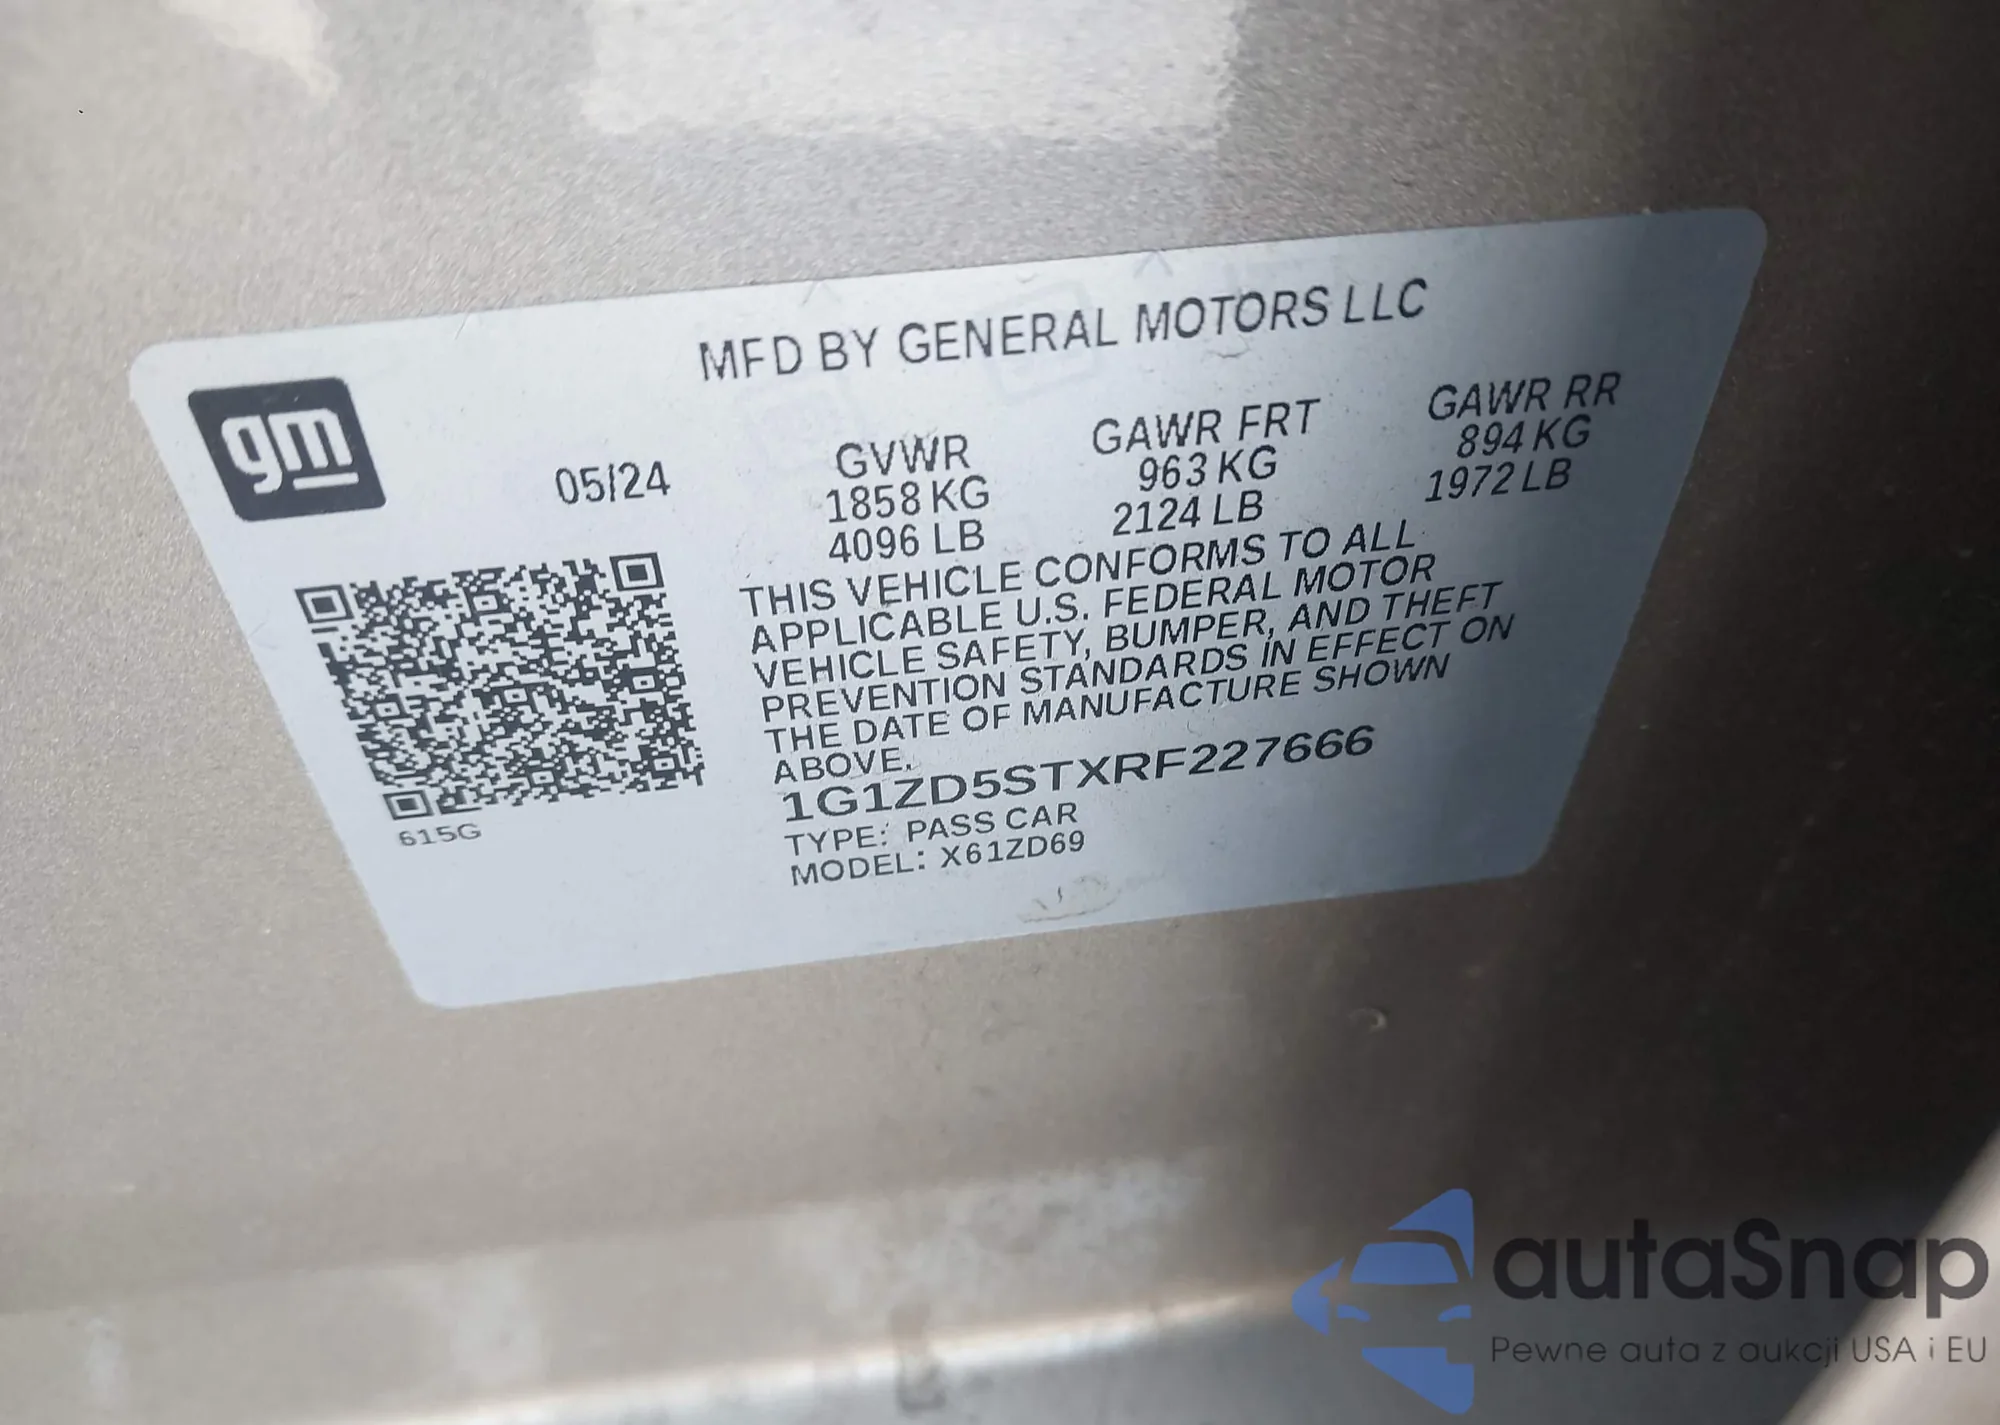 MFD BY GENERAL MOTORS LLC
gm
05/24
GVWR
1858 KG
4096 LB
GAWR FRT
963 KG
2124 LB
GAWR RR
894 KG
1972 LB
THIS VEHICLE CONFORMS TO ALL
APPLICABLE U.S. FEDERAL MOTOR
VEHICLE SAFETY, BUMPER, AND THEFT
PREVENTION STANDARDS IN EFFECT ON
THE DATE OF MANUFACTURE SHOWN
ABOVE.
1G1ZD5STXRF227666
TYPE: PASS CAR
MODEL: X61ZD69
615G
autaSnap
Pewne auta z aukcji USA i EU